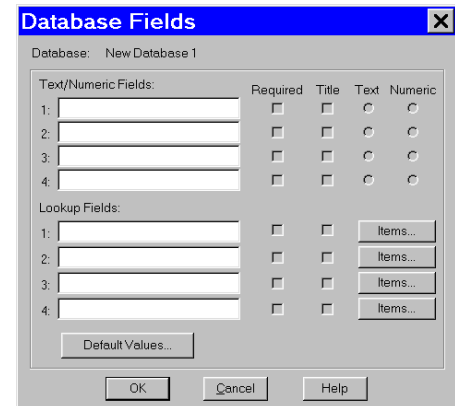 Database Fields
Database: New Database 1
Text/Numeric Fields: Required Title Text Numeric
1:
2:
3:
4:
Lookup Fields:
1: Items...
2: Items...
3: Items...
4: Items...
Default Values...
OK Cancel Help